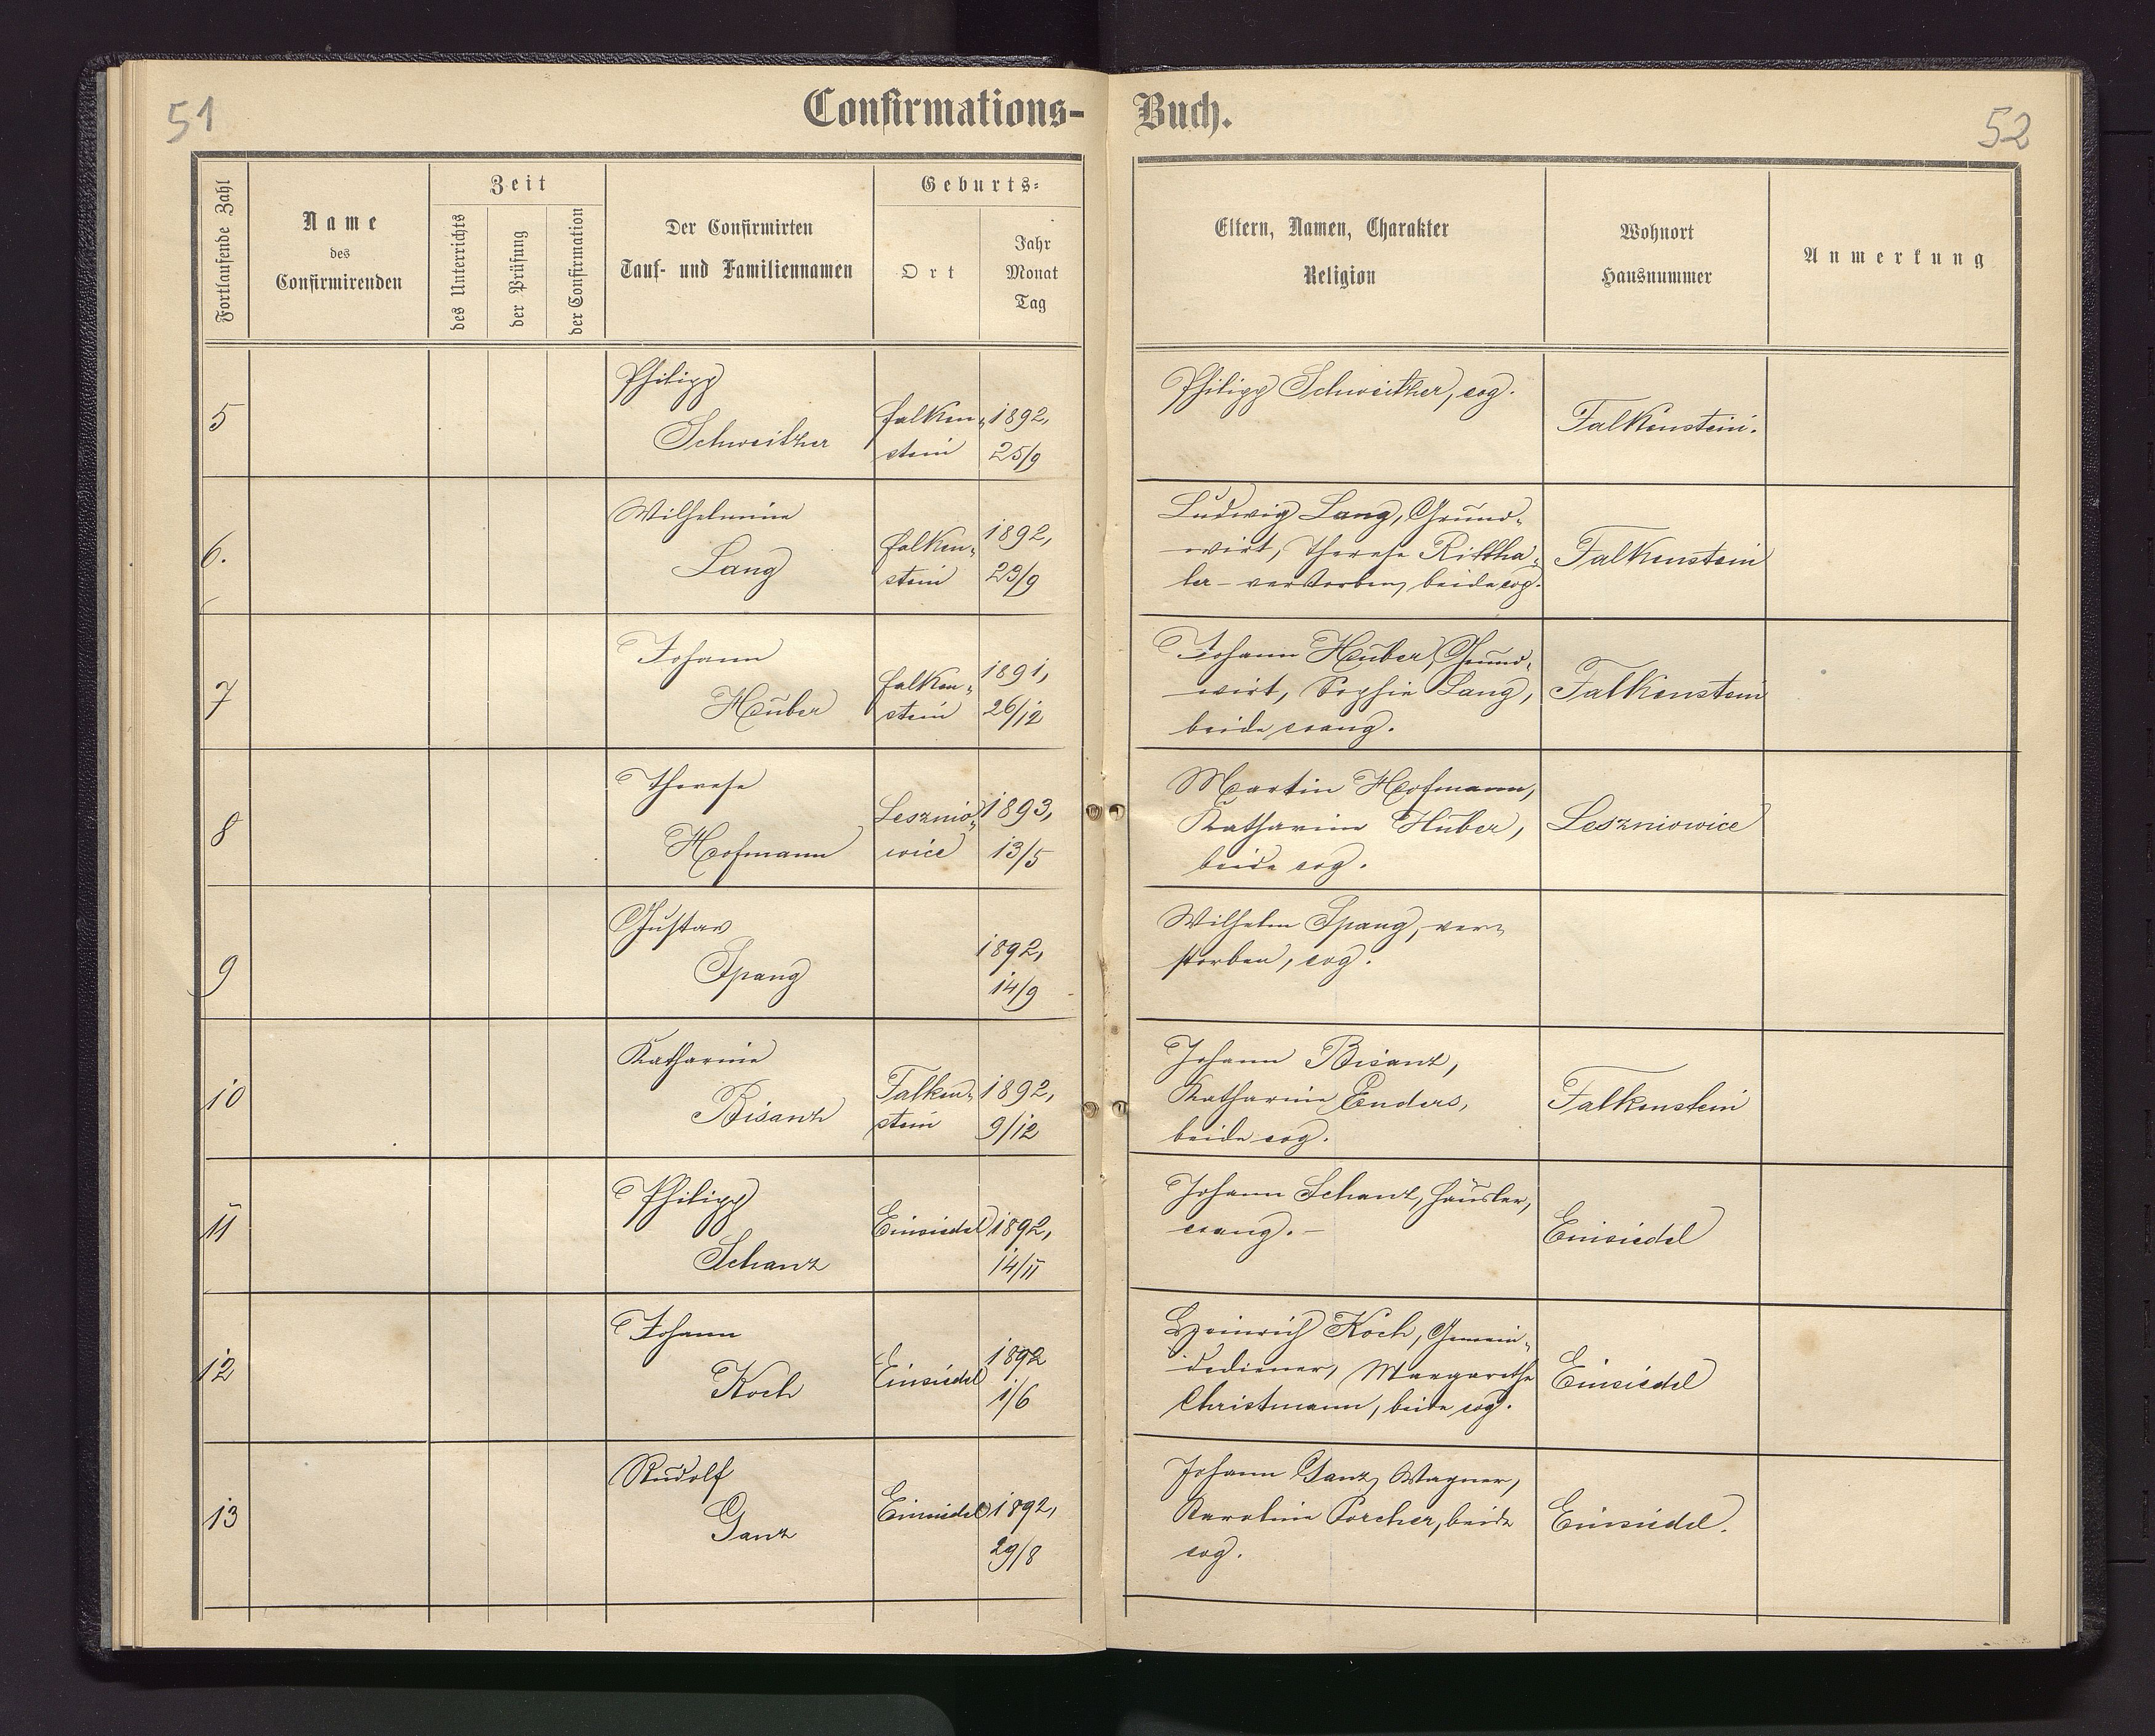 51
Confirmations-
Buch.
52
Fortlaufende Zahl
Name
des
Confirmirenden
Zeit
des Unterrichts
der Prüfung
der Confirmation
Der Confirmirten
Tauf- und Familiennamen
Geburts-
Ort
Jahr
Monat
Tag
Eltern, Namen, Charakter
Religion
Wohnort
Hausnummer
Anmerkung
5
Philipp
Schweitzer
Falken-
stein
1892,
25/9
Philipp Schweitzer, evg.
Falkenstein.
6.
Wilhelmine
Lang
Falken-
stein
1892,
23/9
Ludwig Lang, Grund-
wirt, Therese
ler - verstorben, beide evg.
Falkenstein
7
Johann
Huber
Falken-
stein
1891,
26/12
Johann Huber, Grund-
wirt, Sophie Lang,
beide evang.
Falkenstein
8
Therese
Hofmann
Leznio-
wice
1893,
13/5
Martin Hofmann,
Katharine Huber,
beide evg.
Leszniowice
9
Gustav
Spang
1892,
14/9
Wilhelm Spang, ver-
storben, evg.
10
Katharine
Bisanz
Falken-
stein
1892,
9/12
Johann Bisanz,
Katharine Enders,
beide evg.
Falkenstein
11
Philipp
Schanz
Einsiedel
1892,
14/11
Johann Schanz, Häusler,
evang. -
Einsiedel
12
Johann
Koch
Einsiedel
1892
1/6
Heinrich Koch, Gemein-
dediener, Margarethe
Christmann, beide evg.
Einsiedel
13
Rudolf
Ganz
Einsiedel
1892,
29/8
Johann Ganz, Wagner,
Karoline Porcher, beide
evg.
Einsiedel.